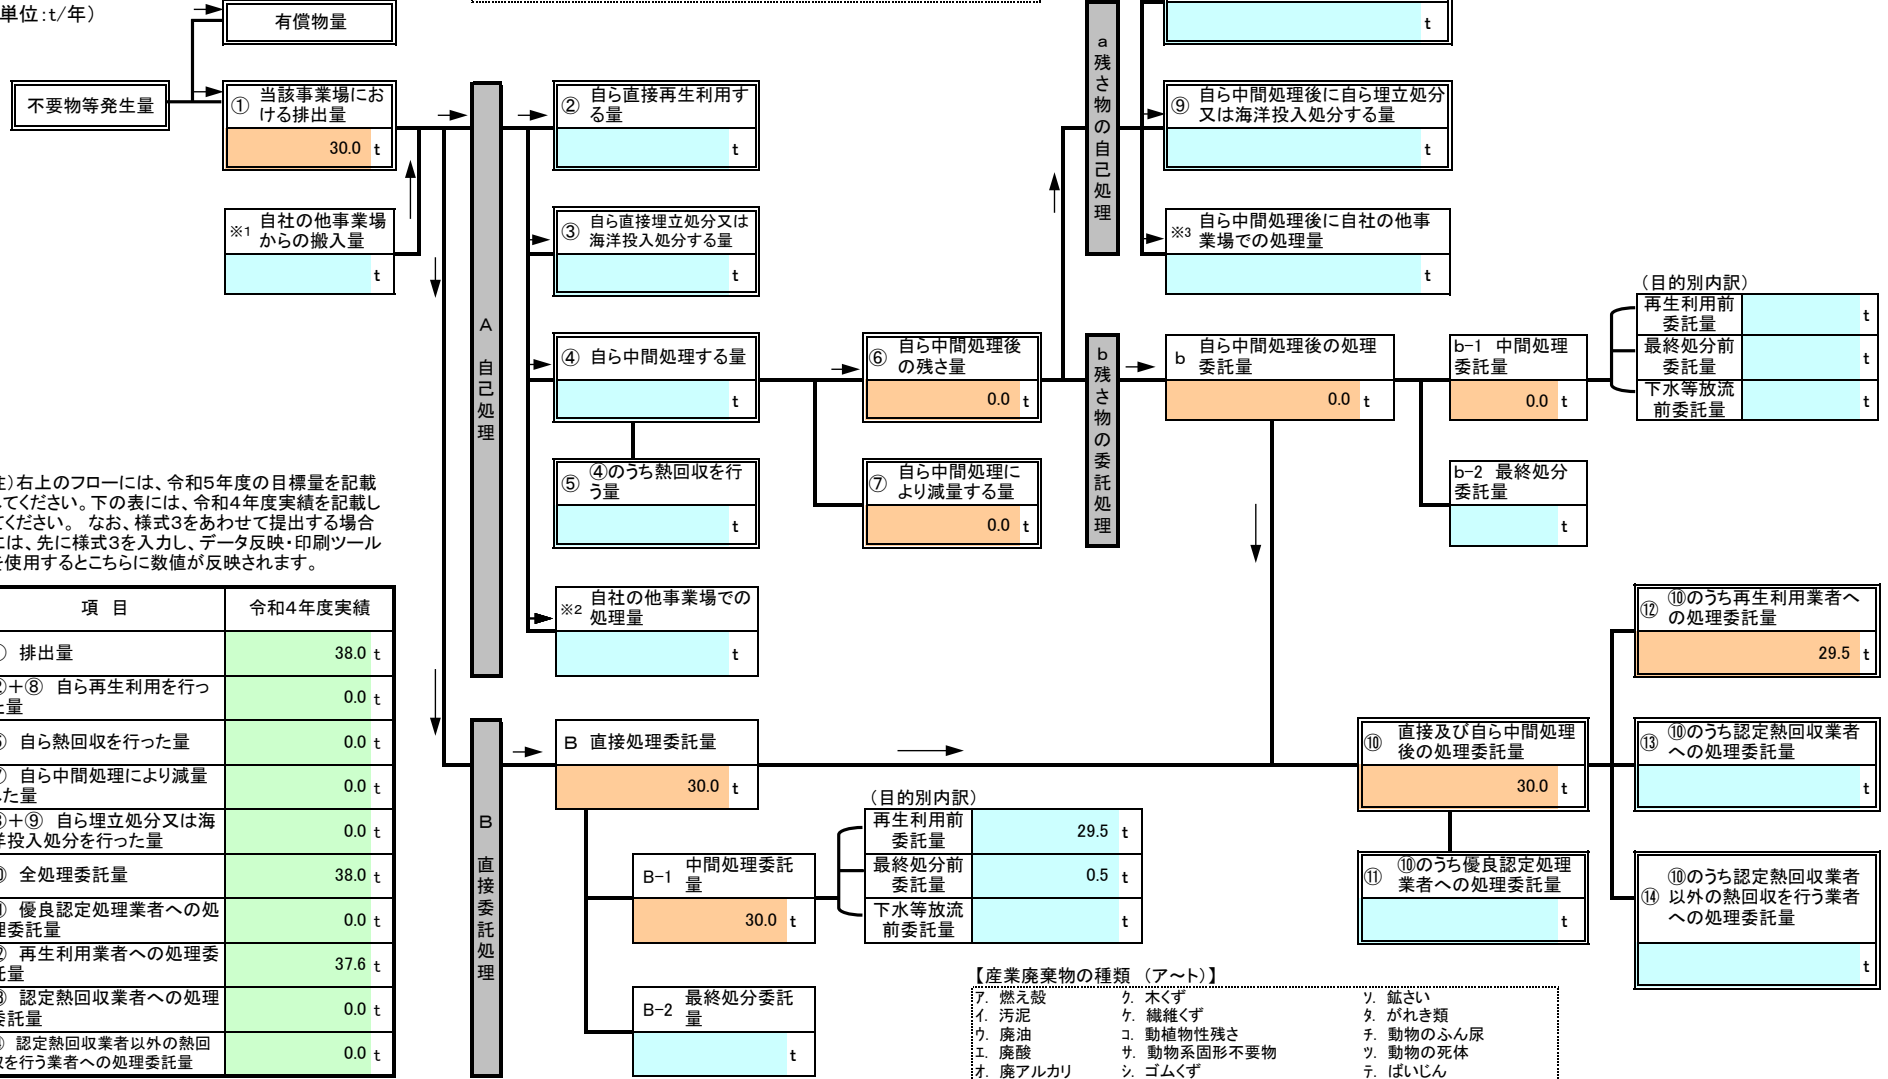 単位:t/年)
有償物量
不要物等発生量
① 当該事業場にお
ける排出量
30.0 t
※1 自社の他事業場
からの搬入量
t
A 自己処理
② 自ら直接再生利用す
る量
t
③ 自ら直接埋立処分又は
海洋投入処分する量
t
④ 自ら中間処理する量
t
⑤ ④のうち熱回収を行
う量
t
※2 自社の他事業場での
処理量
t
⑥ 自ら中間処理後
の残さ量
0.0 t
⑦ 自ら中間処理に
より減量する量
0.0 t
a 残さ物の自己処理
t
⑨ 自ら中間処理後に自ら埋立処分
又は海洋投入処分する量
t
※3 自ら中間処理後に自社の他事
業場での処理量
t
b 残さ物の委託処理
b 自ら中間処理後の処理
委託量
0.0 t
b-1 中間処理
委託量
0.0 t
b-2 最終処分
委託量
t
(目的別内訳)
再生利用前
委託量 t
最終処分前
委託量 t
下水等放流
前委託量 t
注)右上のフローには、令和5年度の目標量を記載
してください。下の表には、令和4年度実績を記載し
てください。 なお、様式3をあわせて提出する場合
には、先に様式3を入力し、データ反映・印刷ツール
を使用するとこちらに数値が反映されます。
項 目 令和4年度実績
① 排出量 38.0 t
②+⑧ 自ら再生利用を行っ
た量 0.0 t
⑤ 自ら熱回収を行った量 0.0 t
⑦ 自ら中間処理により減量
した量 0.0 t
③+⑨ 自ら埋立処分又は海
洋投入処分を行った量 0.0 t
⑩ 全処理委託量 38.0 t
⑪ 優良認定処理業者への処
理委託量 0.0 t
⑫ 再生利用業者への処理委
託量 37.6 t
⑬ 認定熱回収業者への処理
委託量 0.0 t
⑭ 認定熱回収業者以外の熱回
収を行う業者への処理委託量 0.0 t
B 直接委託処理
B 直接処理委託量
30.0 t
B-1 中間処理委託
量
30.0 t
B-2 最終処分委託
量
t
(目的別内訳)
再生利用前
委託量 29.5 t
最終処分前
委託量 0.5 t
下水等放流
前委託量 t
⑩ 直接及び自ら中間処理
後の処理委託量
30.0 t
⑪ ⑩のうち優良認定処理
業者への処理委託量
t
⑫ ⑩のうち再生利用業者へ
の処理委託量
29.5 t
⑬ ⑩のうち認定熱回収業者
への処理委託量
t
⑭ ⑩のうち認定熱回収業者
以外の熱回収を行う業者
への処理委託量
t
【産業廃棄物の種類 (ア~ト)】
ア. 燃え殻 ク. 木くず ソ. 鉱さい
イ. 汚泥 ケ. 繊維くず タ. がれき類
ウ. 廃油 コ. 動植物性残さ チ. 動物のふん尿
エ. 廃酸 サ. 動物系固形不要物 ツ. 動物の死体
オ. 廃アルカリ シ. ゴムくず テ. ばいじん